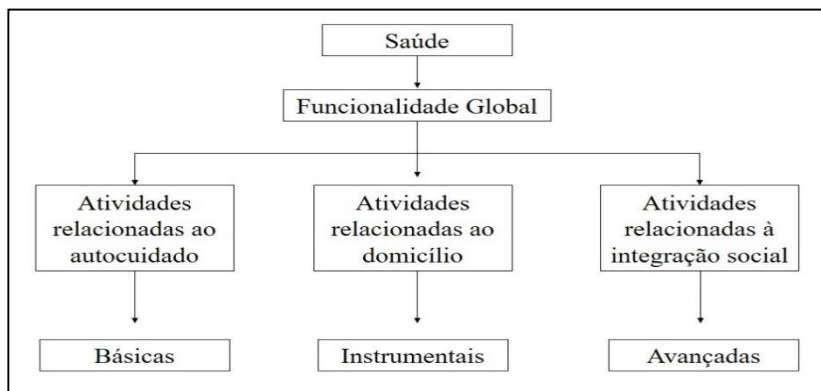 Saúde
Funcionalidade Global
Atividades
relacionadas ao
autocuidado
Atividades
relacionadas ao
domicílio
Atividades
relacionadas à
integração social
Básicas
Instrumentais
Avançadas